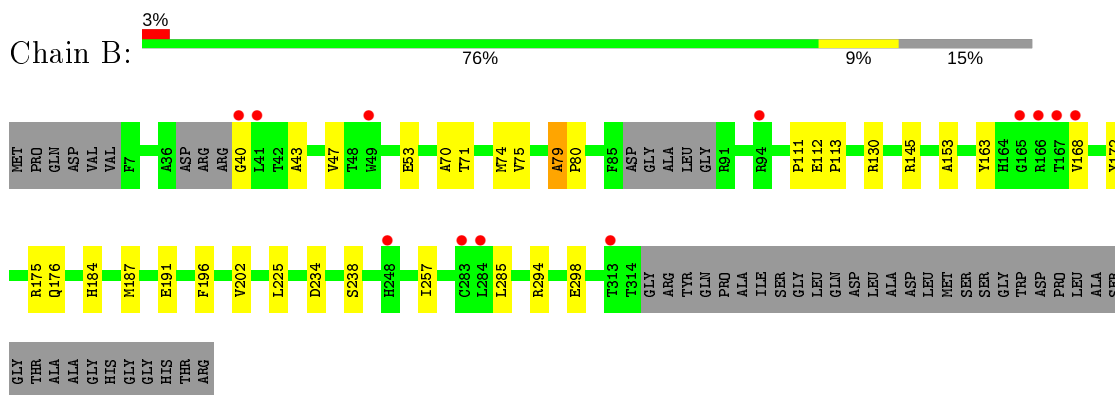 3%
Chain B:
76% 9% 15%
MET PRO GLN ASP VAL VAL F7 A36 ASP ARG ARG G40 L41 T42 A43 V47 T48 W49 E53 A70 T71 M74 V75 A79 P80 F85 ASP GLY ALA LEU GLY R91 R94 P111 E112 P113 R130 R145 A153 Y163 H164 G165 R166 T167 V168
R175 Q176 H184 M187 E191 F196 V202 L225 D234 S238 H248 I257 C283 L284 L285 R294 E298 T313 T314 GLY ARG TYR GLN PRO ALA ILE SER GLY LEU GLN ASP LEU ALA ASP LEU MET SER SER GLY TRP ASP PRO LEU ALA SER
GLY THR ALA ALA GLY HIS GLY GLY HIS THR ARG